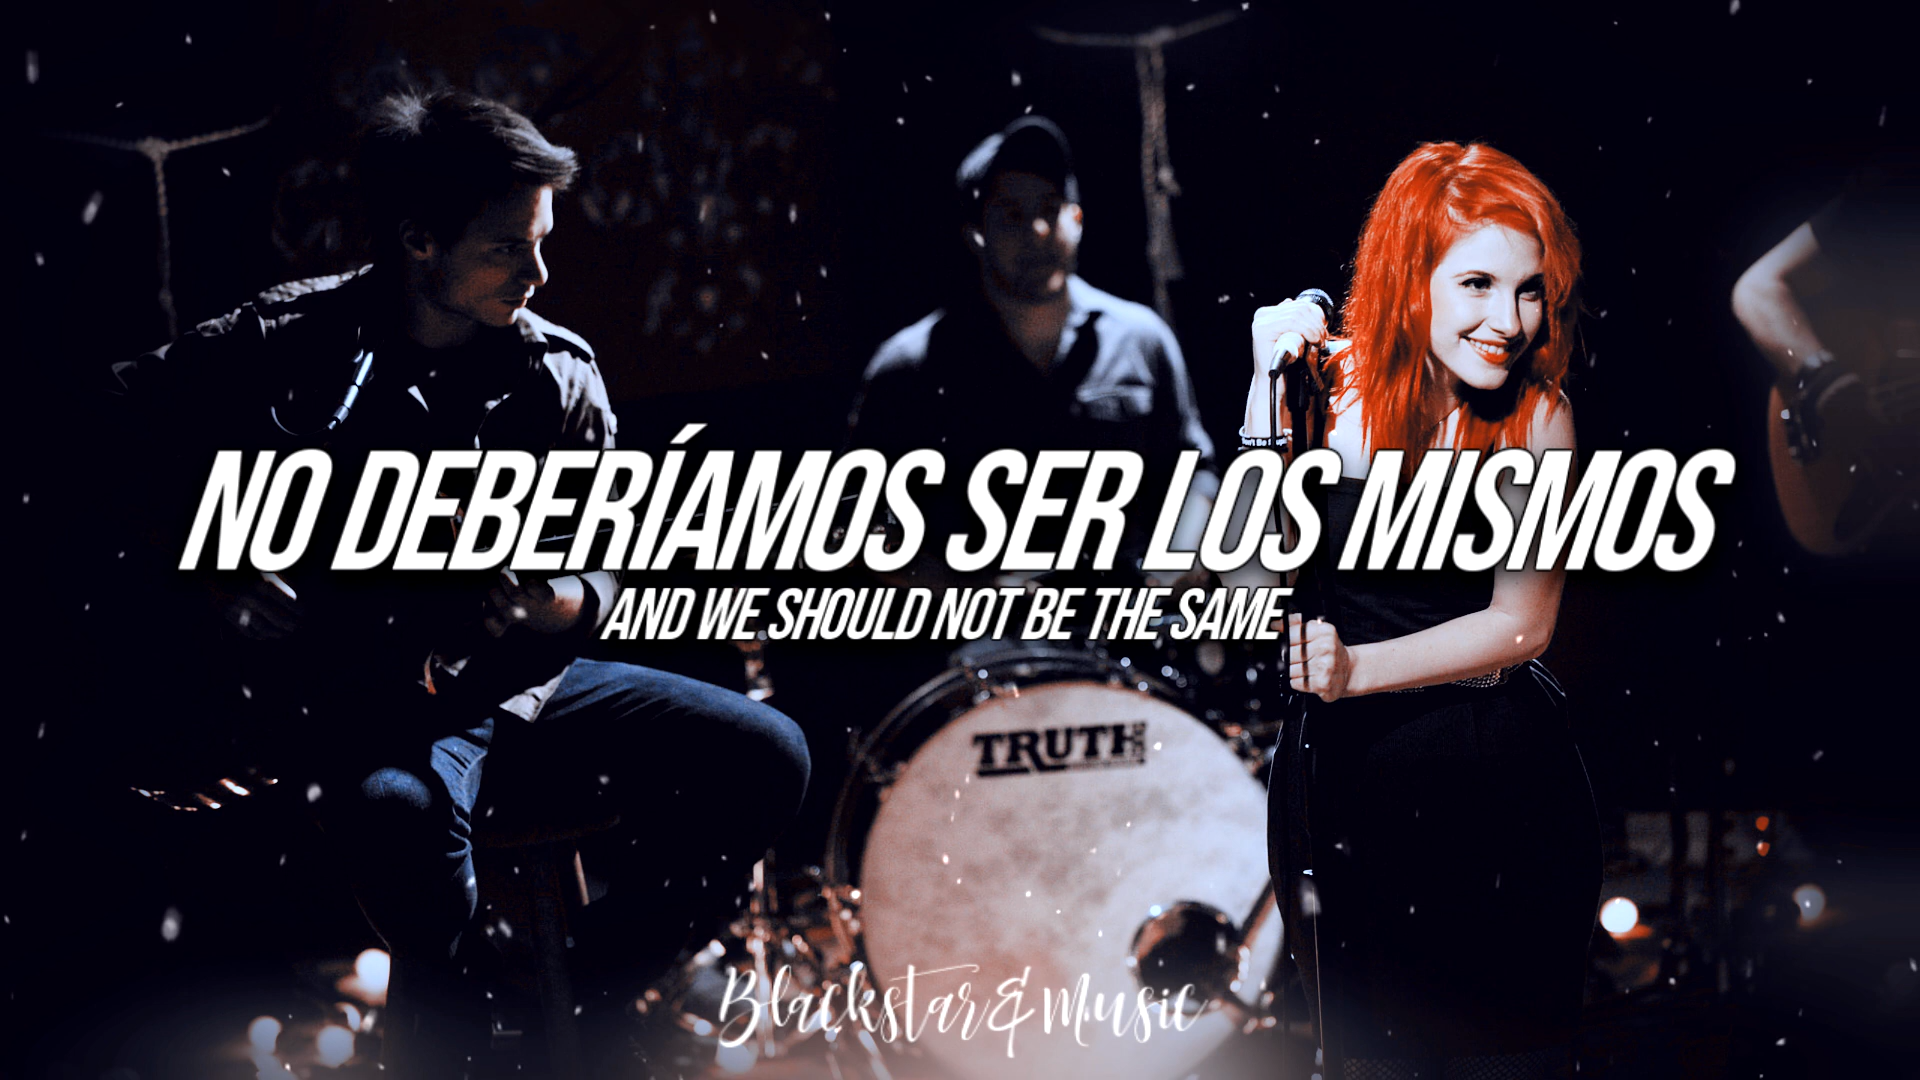 NO DEBERÍAMOS SER LOS MISMOS
AND WE SHOULD NOT BE THE SAME
TRUTH
Blackstar&Music